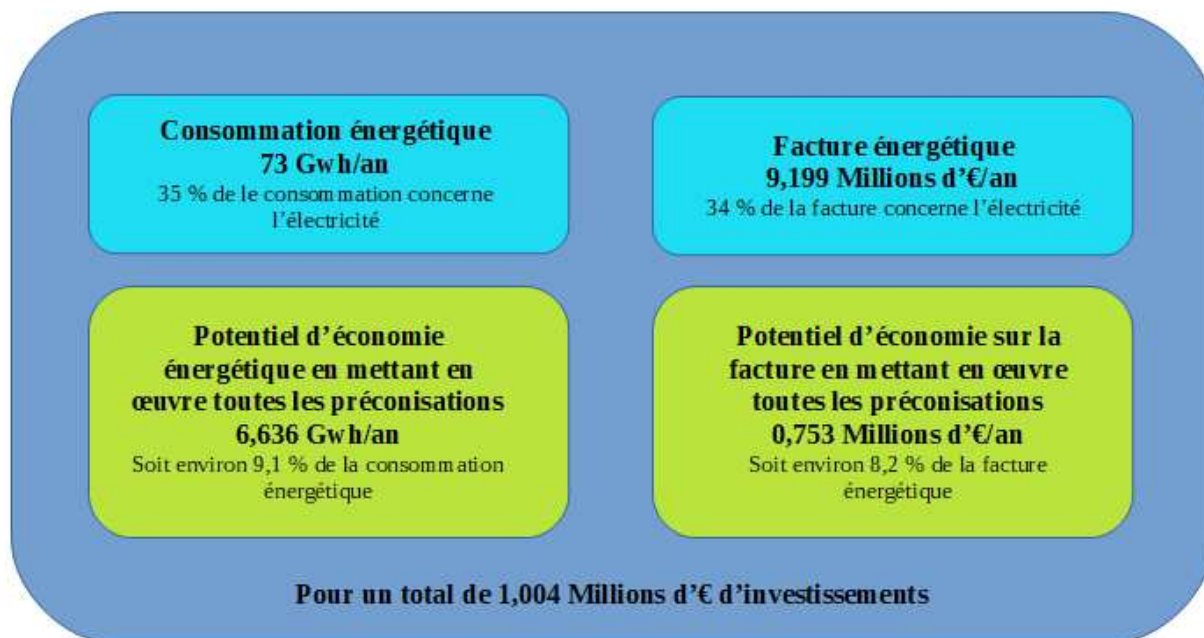 Consommation énergétique
73 Gwh/an
35 % de le consommation concerne
l’électricité
Facture énergétique
9,199 Millions d’€/an
34 % de la facture concerne l’électricité
Potentiel d’économie
énergétique en mettant en
œuvre toutes les préconisations
6,636 Gwh/an
Soit environ 9,1 % de la consommation
énergétique
Potentiel d’économie sur la
facture en mettant en œuvre
toutes les préconisations
0,753 Millions d’€/an
Soit environ 8,2 % de la facture
énergétique
Pour un total de 1,004 Millions d’€ d’investissements